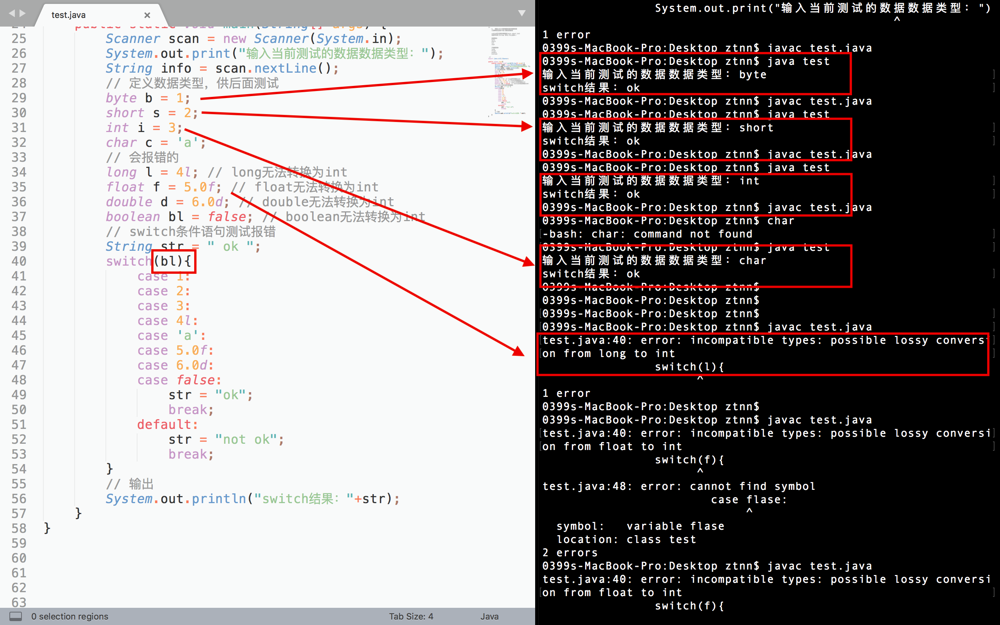 test.java
24 public static void main(String[] args) {
25 Scanner scan = new Scanner(System.in);
26 System.out.print("输入当前测试的数据数据类型：");
27 String info = scan.nextLine();
28 // 定义数据类型，供后面测试
29 byte b = 1;
30 short s = 2;
31 int i = 3;
32 char c = 'a';
33 // 会报错的
34 long l = 4l; // long无法转换为int
35 float f = 5.0f; // float无法转换为int
36 double d = 6.0d; // double无法转换为int
37 boolean bl = false; // boolean无法转换为int
38 // switch条件语句测试报错
39 String str = " ok ";
40 switch(bl){
41 case 1:
42 case 2:
43 case 3:
44 case 4l:
45 case 'a':
46 case 5.0f:
47 case 6.0d:
48 case false:
49 str = "ok";
50 break;
51 default:
52 str = "not ok";
53 break;
54 }
55 // 输出
56 System.out.println("switch结果："+str);
57 }
58 }
59
60
61
62
63
0 selection regions
Tab Size: 4
Java
System.out.print("输入当前测试的数据数据类型：")
^
1 error
0399s-MacBook-Pro:Desktop ztnn$ javac test.java
0399s-MacBook-Pro:Desktop ztnn$ java test
输入当前测试的数据数据类型：byte
switch结果：ok
0399s-MacBook-Pro:Desktop ztnn$ javac test.java
0399s-MacBook-Pro:Desktop ztnn$ java test
输入当前测试的数据数据类型：short
switch结果：ok
0399s-MacBook-Pro:Desktop ztnn$ javac test.java
0399s-MacBook-Pro:Desktop ztnn$ java test
输入当前测试的数据数据类型：int
switch结果：ok
0399s-MacBook-Pro:Desktop ztnn$ javac test.java
0399s-MacBook-Pro:Desktop ztnn$ char
-bash: char: command not found
0399s-MacBook-Pro:Desktop ztnn$ java test
输入当前测试的数据数据类型：char
switch结果：ok
0399s-MacBook-Pro:Desktop ztnn$
0399s-MacBook-Pro:Desktop ztnn$
0399s-MacBook-Pro:Desktop ztnn$
0399s-MacBook-Pro:Desktop ztnn$ javac test.java
test.java:40: error: incompatible types: possible lossy conversi
on from long to int
switch(l){
^
1 error
0399s-MacBook-Pro:Desktop ztnn$
0399s-MacBook-Pro:Desktop ztnn$ javac test.java
test.java:40: error: incompatible types: possible lossy conversi
on from float to int
switch(f){
^
test.java:48: error: cannot find symbol
case flase:
^
symbol: variable flase
location: class test
2 errors
0399s-MacBook-Pro:Desktop ztnn$ javac test.java
test.java:40: error: incompatible types: possible lossy conversi
on from float to int
switch(f){